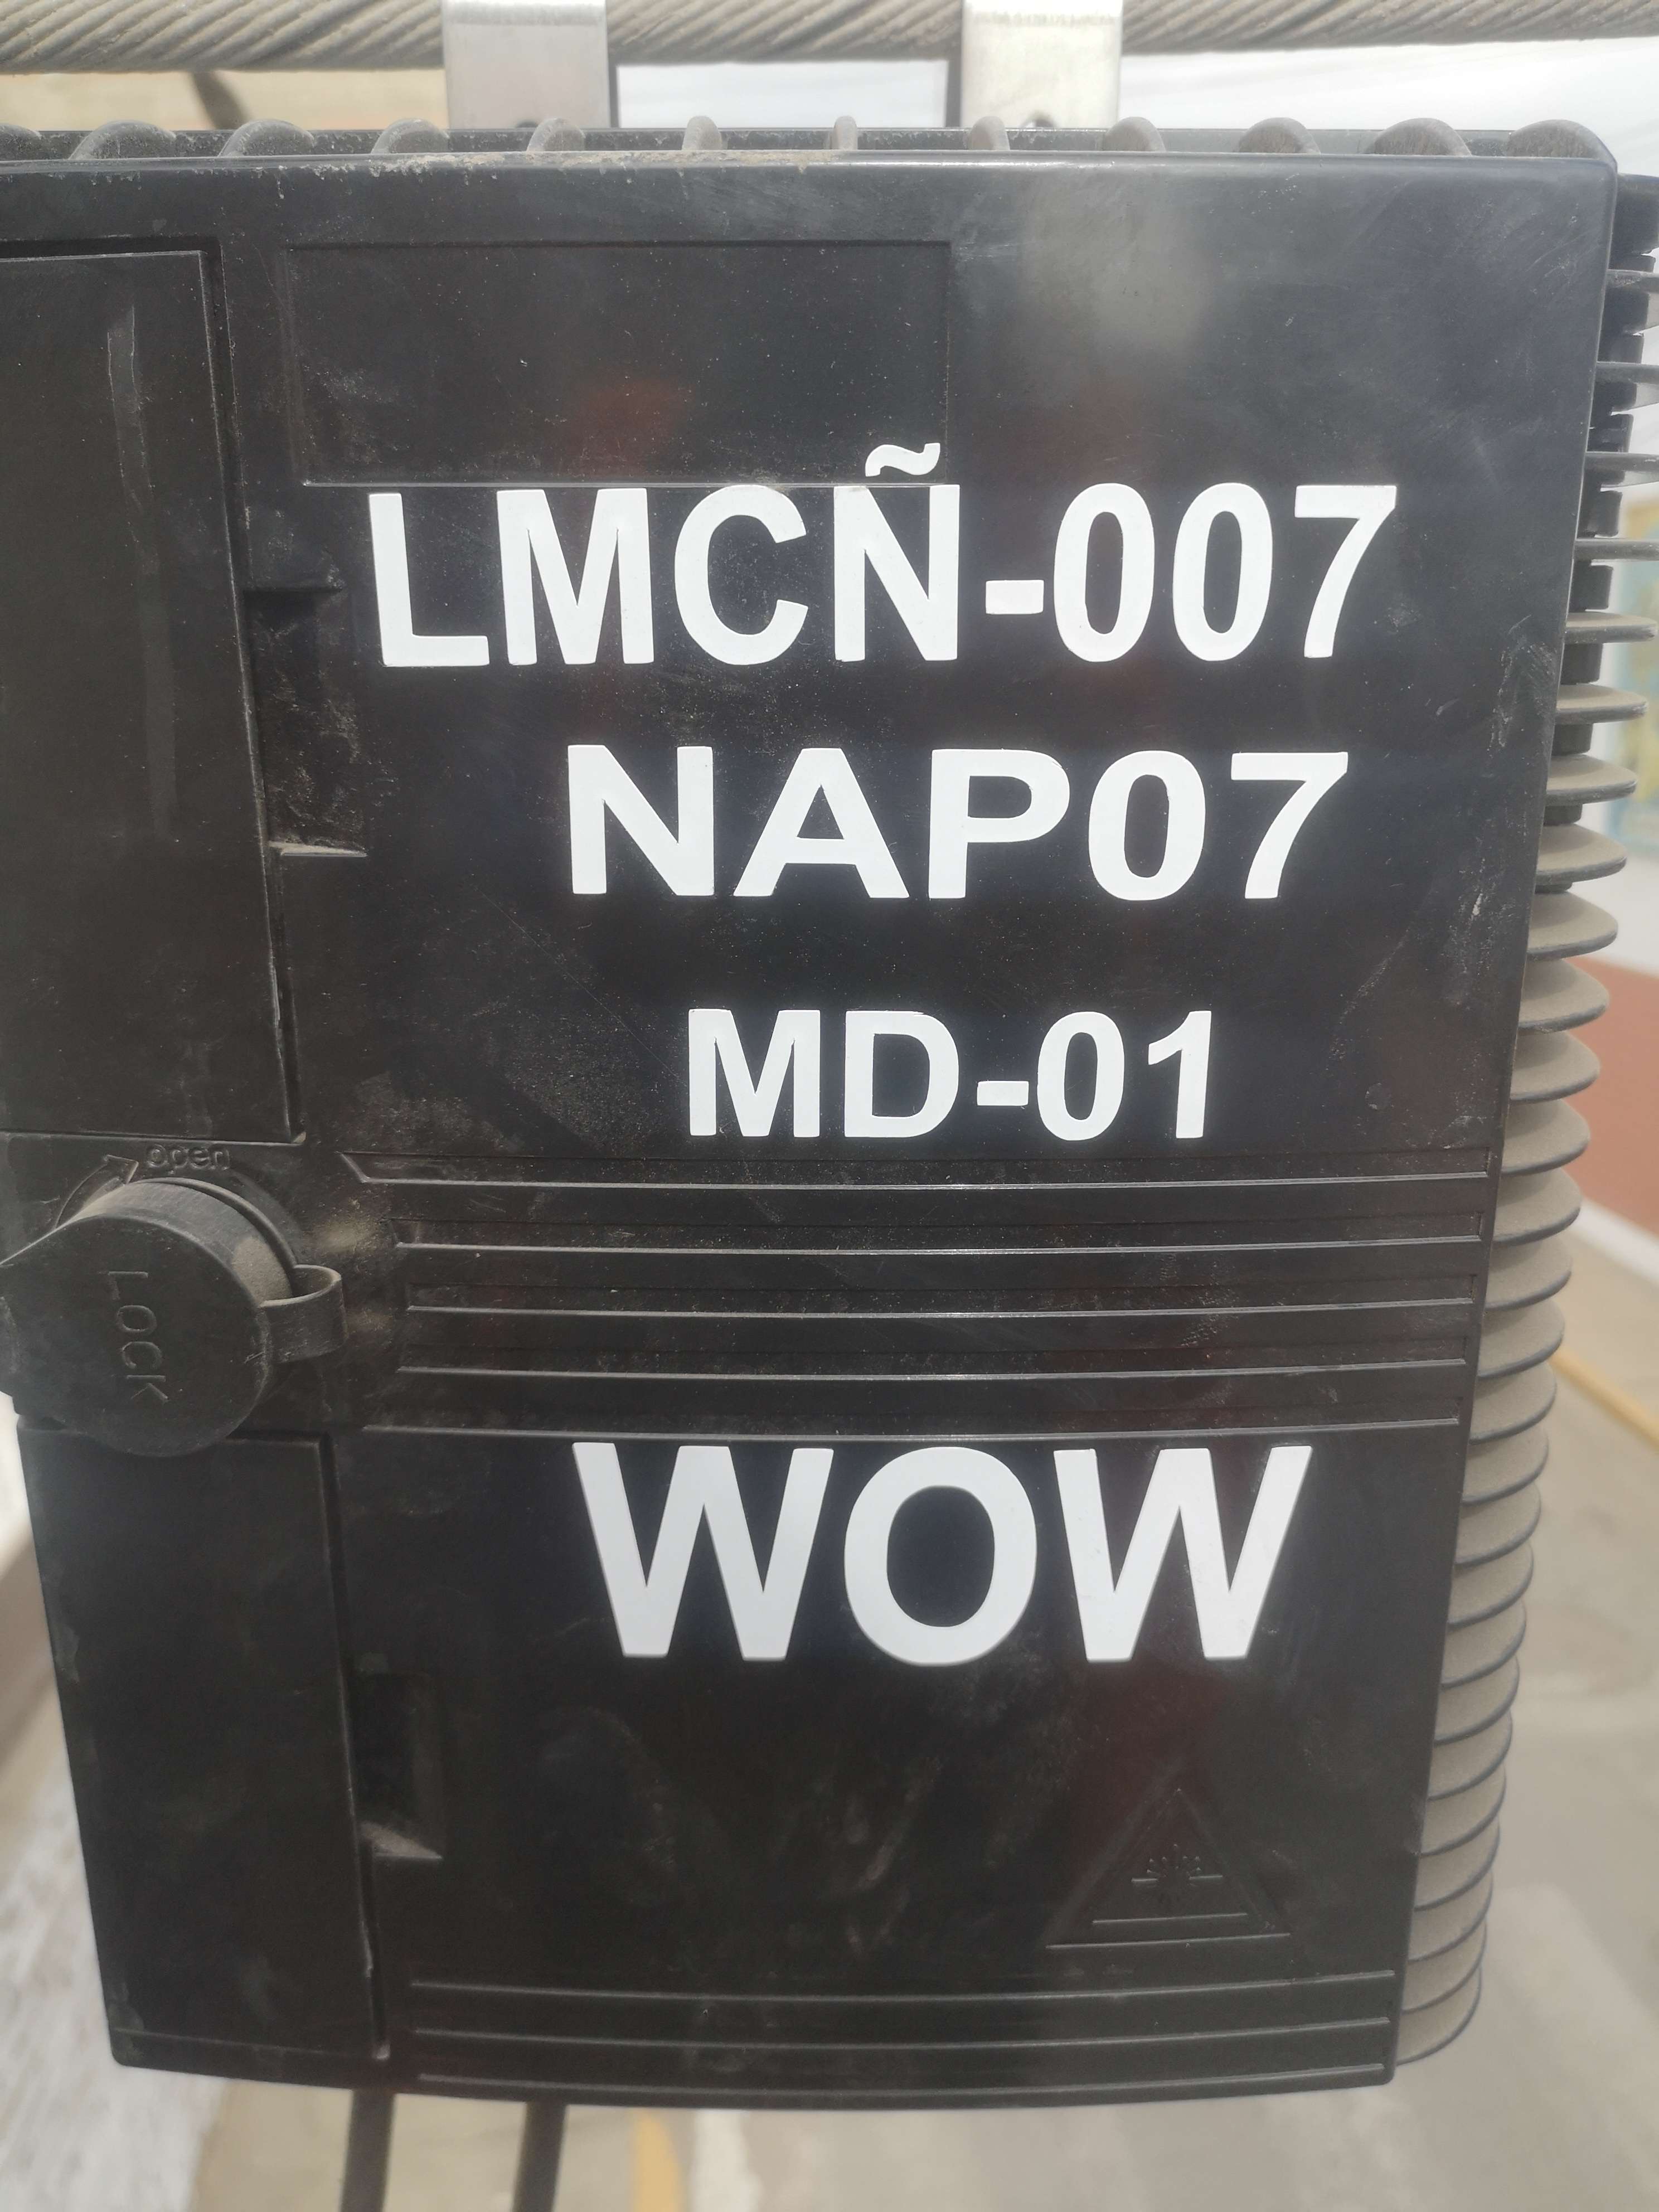 LMCÑ-007
NAP07
MD-01
open
LOCK
WOW